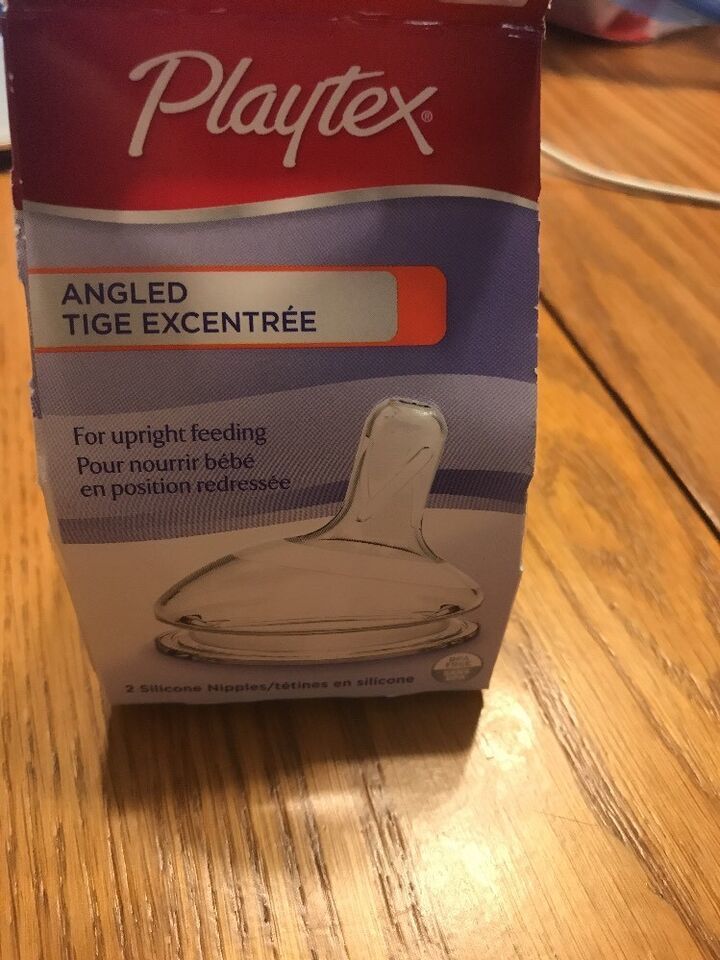 Playtex®
ANGLED
TIGE EXCENTRÉE
For upright feeding
Pour nourrir bébé
en position redressée
2 Silicone Nipples/tétines en silicone